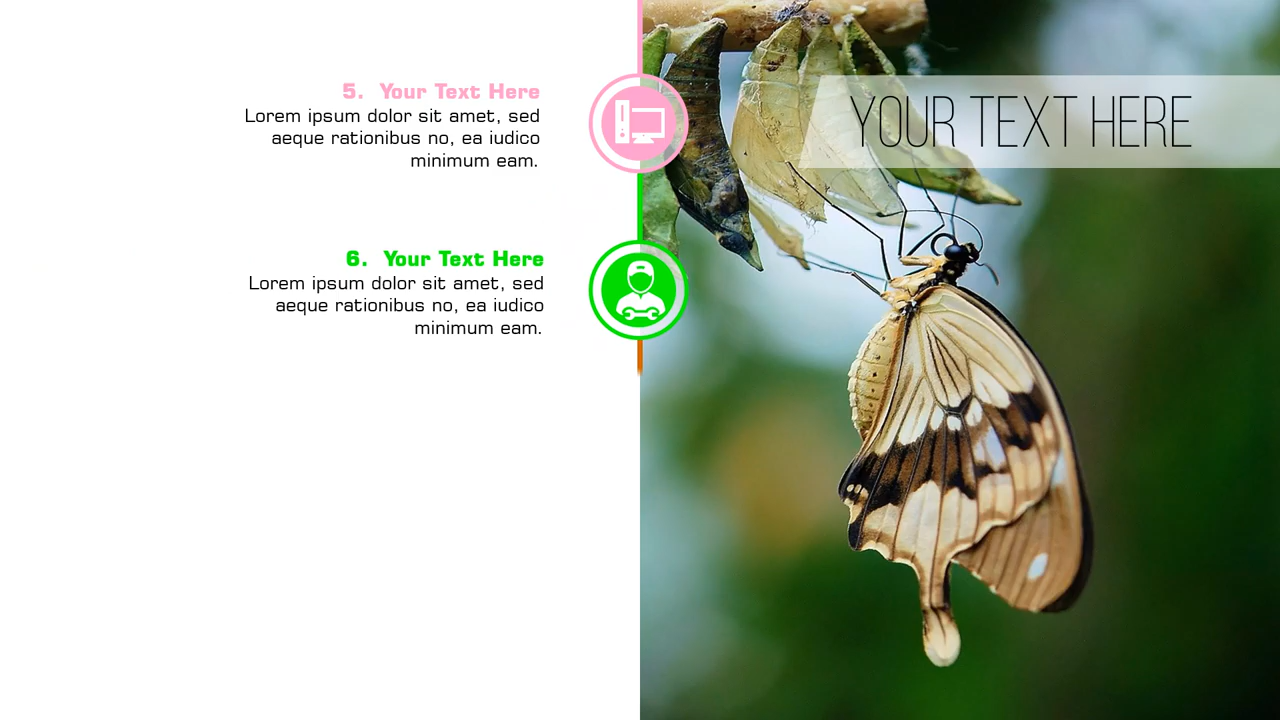 5. Your Text Here
Lorem ipsum dolor sit amet, sed
aeque rationibus no, ea iudico
minimum eam.
YOUR TEXT HERE
6. Your Text Here
Lorem ipsum dolor sit amet, sed
aeque rationibus no, ea iudico
minimum eam.